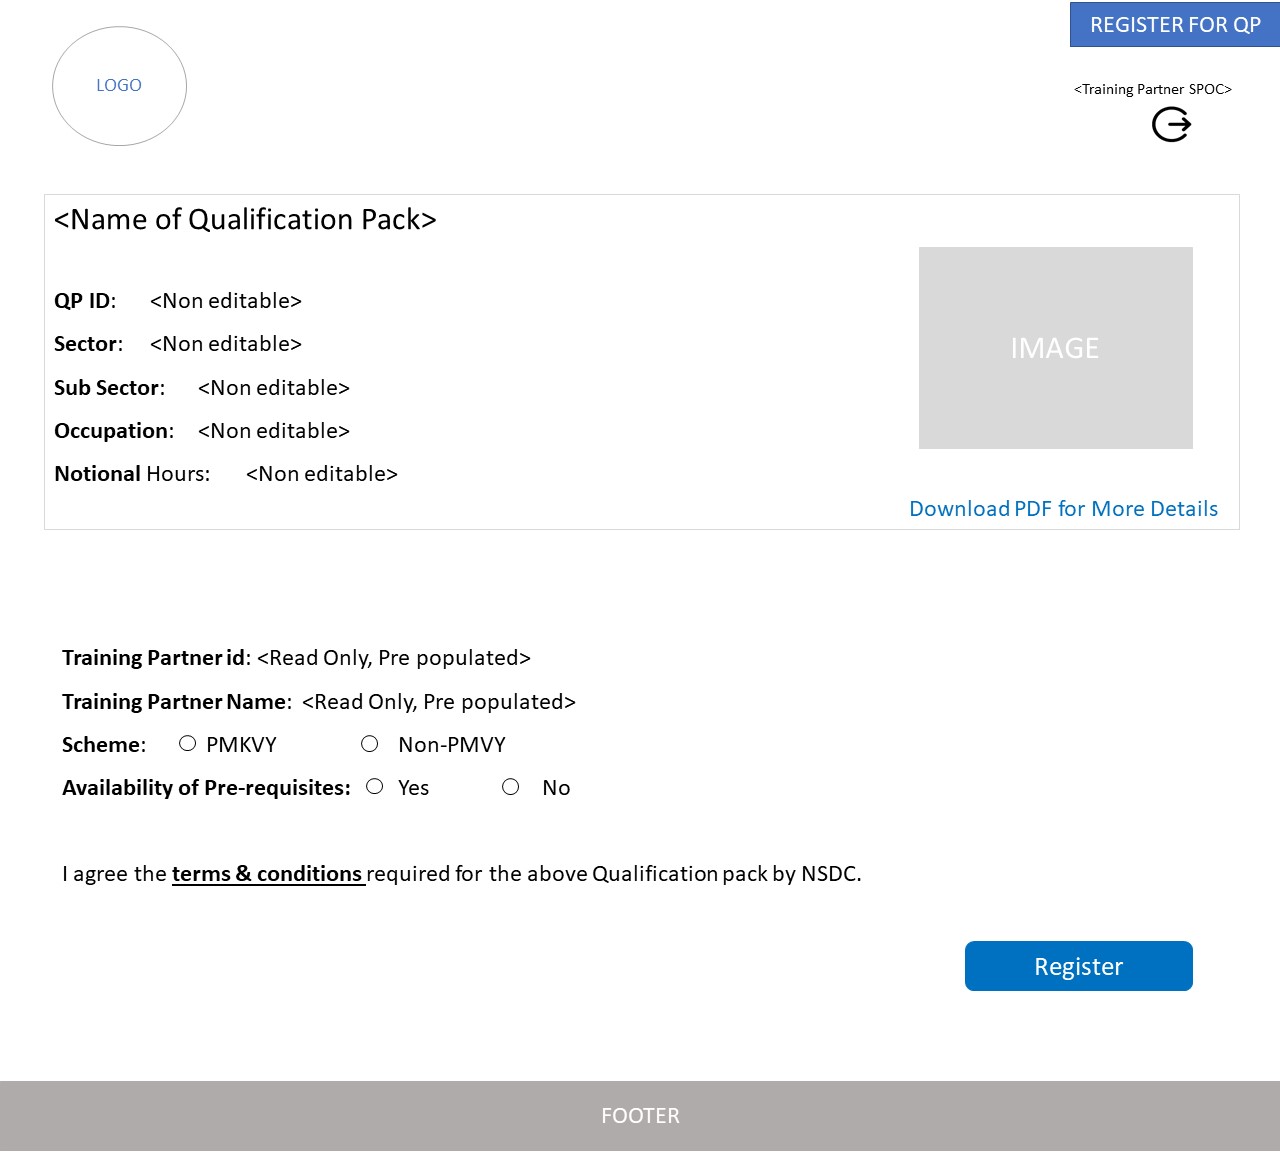 REGISTER FOR QP
LOGO
<Training Partner SPOC>
<Name of Qualification Pack>
QP ID: <Non editable>
Sector: <Non editable>
Sub Sector: <Non editable>
Occupation: <Non editable>
Notional Hours: <Non editable>
IMAGE
Download PDF for More Details
Training Partner id: <Read Only, Pre populated>
Training Partner Name: <Read Only, Pre populated>
Scheme: PMKVY Non-PMVY
Availability of Pre-requisites: Yes No
I agree the terms & conditions required for the above Qualification pack by NSDC.
Register
FOOTER